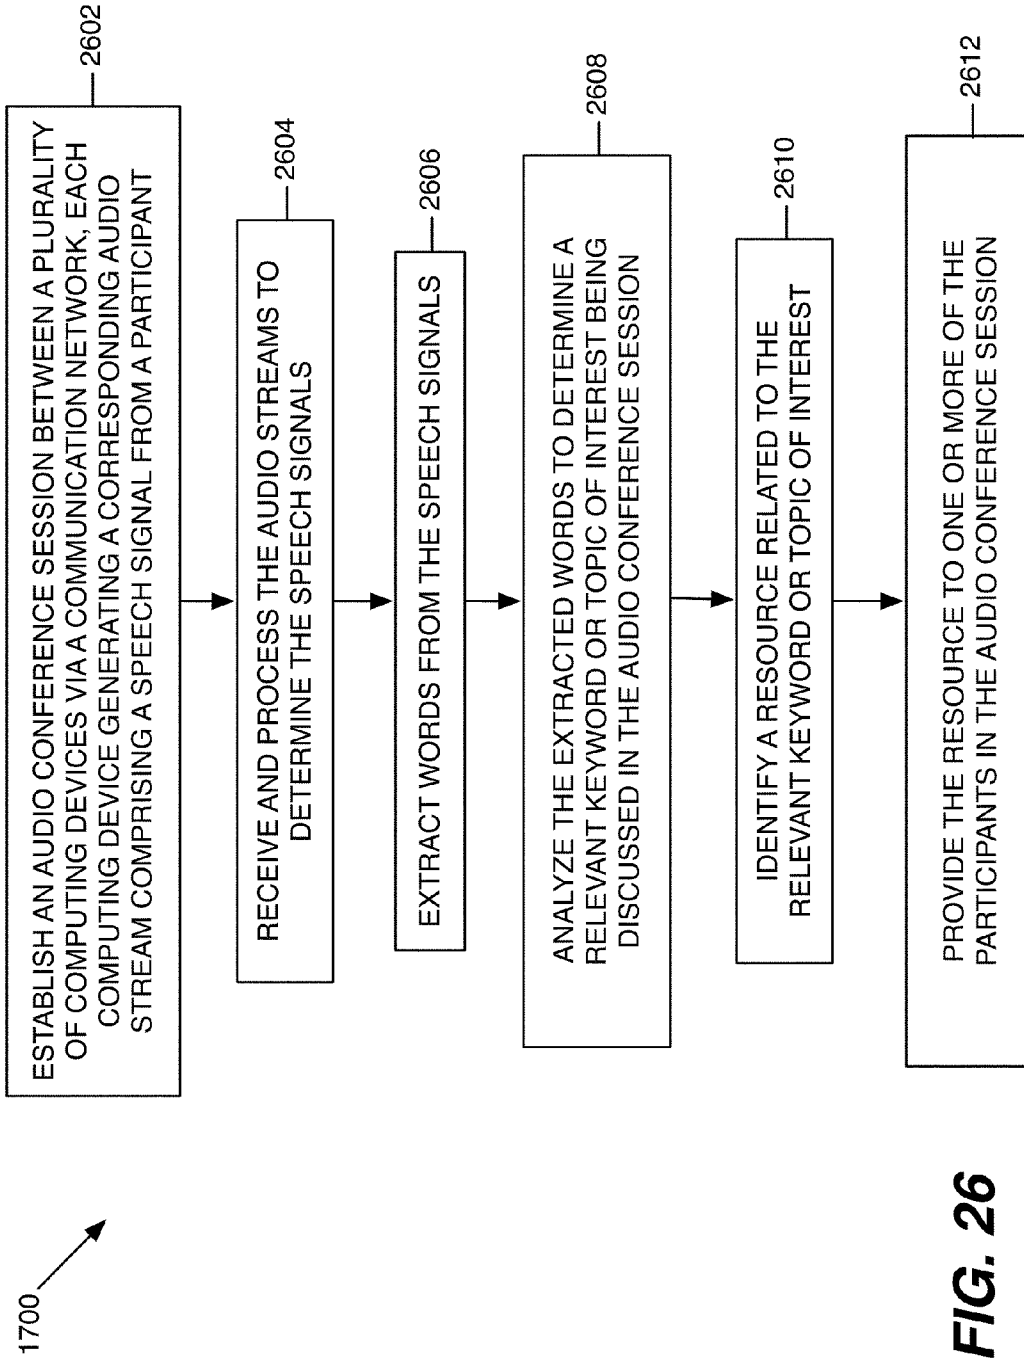 1700
ESTABLISH AN AUDIO CONFERENCE SESSION BETWEEN A PLURALITY
OF COMPUTING DEVICES VIA A COMMUNICATION NETWORK, EACH
COMPUTING DEVICE GENERATING A CORRESPONDING AUDIO
STREAM COMPRISING A SPEECH SIGNAL FROM A PARTICIPANT
2602
RECEIVE AND PROCESS THE AUDIO STREAMS TO
DETERMINE THE SPEECH SIGNALS
2604
EXTRACT WORDS FROM THE SPEECH SIGNALS
2606
ANALYZE THE EXTRACTED WORDS TO DETERMINE A
RELEVANT KEYWORD OR TOPIC OF INTEREST BEING
DISCUSSED IN THE AUDIO CONFERENCE SESSION
2608
IDENTIFY A RESOURCE RELATED TO THE
RELEVANT KEYWORD OR TOPIC OF INTEREST
2610
PROVIDE THE RESOURCE TO ONE OR MORE OF THE
PARTICIPANTS IN THE AUDIO CONFERENCE SESSION
2612
FIG. 26